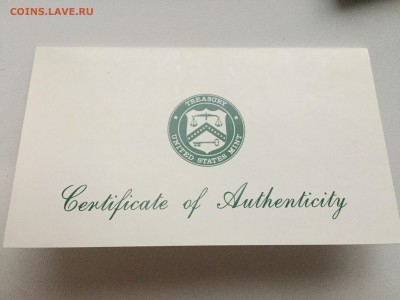 COINS.LAVE.RU
TREASURY
UNITED STATES MINT
Certificate of Authenticity